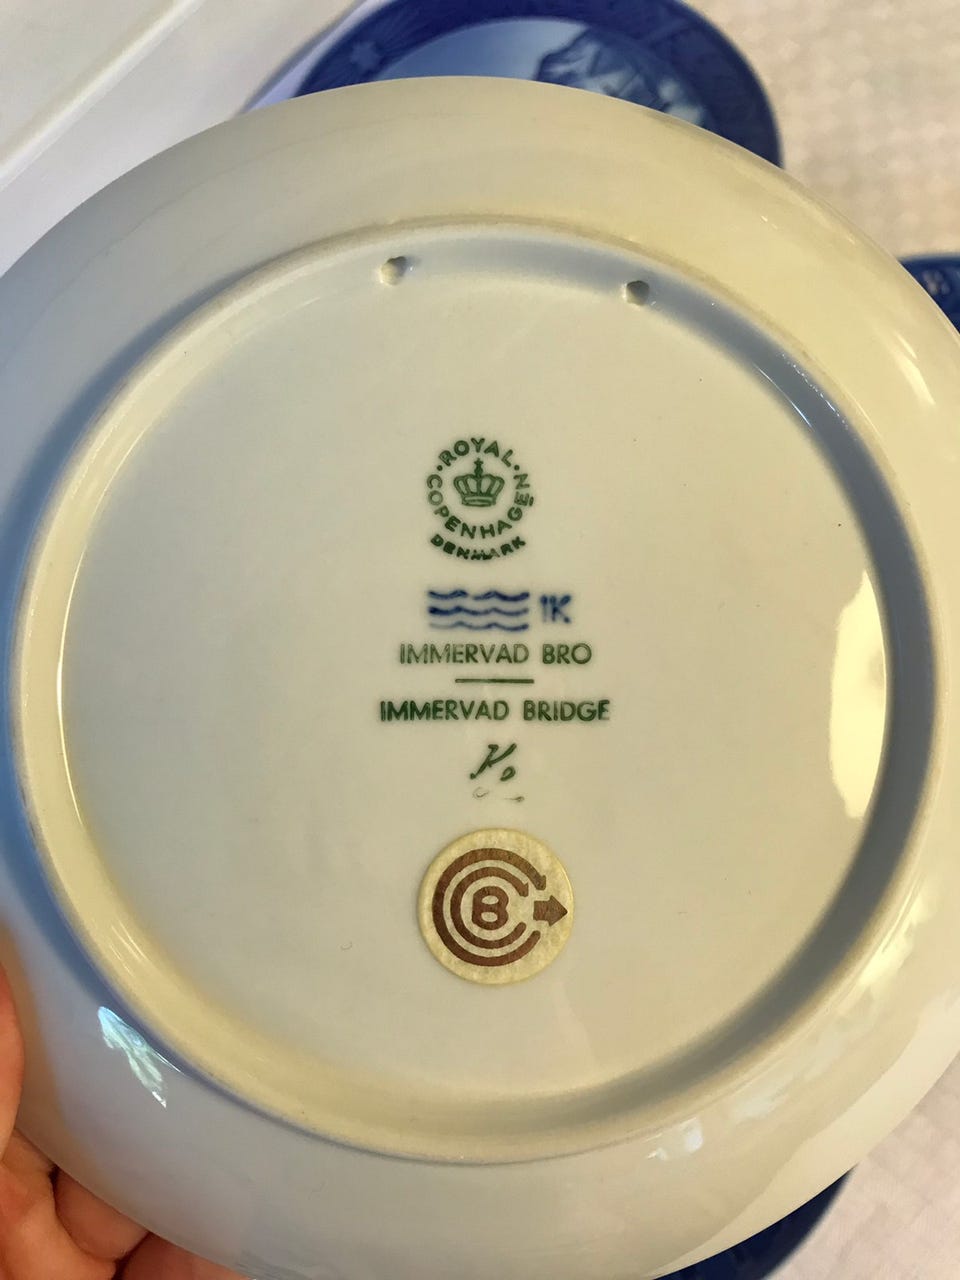 ROYAL
COPENHAGEN
DENMARK
1K
IMMERVAD BRO
IMMERVAD BRIDGE
B